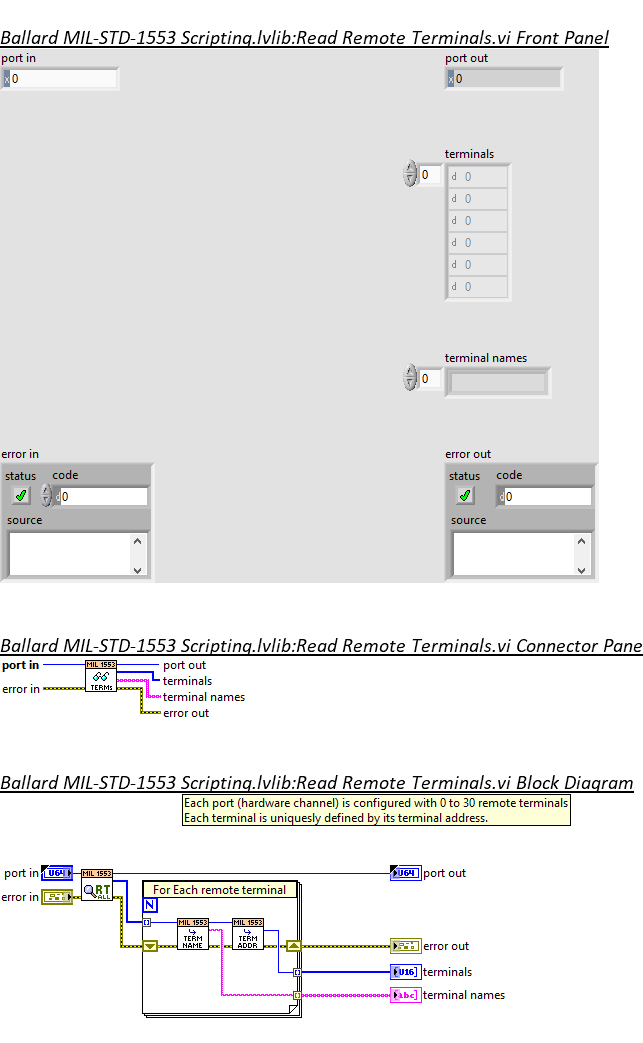 Ballard MIL-STD-1553 Scripting.lvlib:Read Remote Terminals.vi Front Panel
port in
port out
x 0
x 0
terminals
0
d 0
d 0
d 0
d 0
d 0
d 0
terminal names
0
error in
error out
status code
status code
d 0
d 0
source
source
Ballard MIL-STD-1553 Scripting.lvlib:Read Remote Terminals.vi Connector Pane
port in
MIL 1553
port out
terminals
error in
TERMs
terminal names
error out
Ballard MIL-STD-1553 Scripting.lvlib:Read Remote Terminals.vi Block Diagram
Each port (hardware channel) is configured with 0 to 30 remote terminals
Each terminal is uniquesly defined by its terminal address.
port in
U64
MIL 1553
U64
port out
RT
ALL
error in
For Each remote terminal
N
MIL 1553
MIL 1553
TERM
NAME
TERM
ADDR
error out
U16
terminals
abc
terminal names